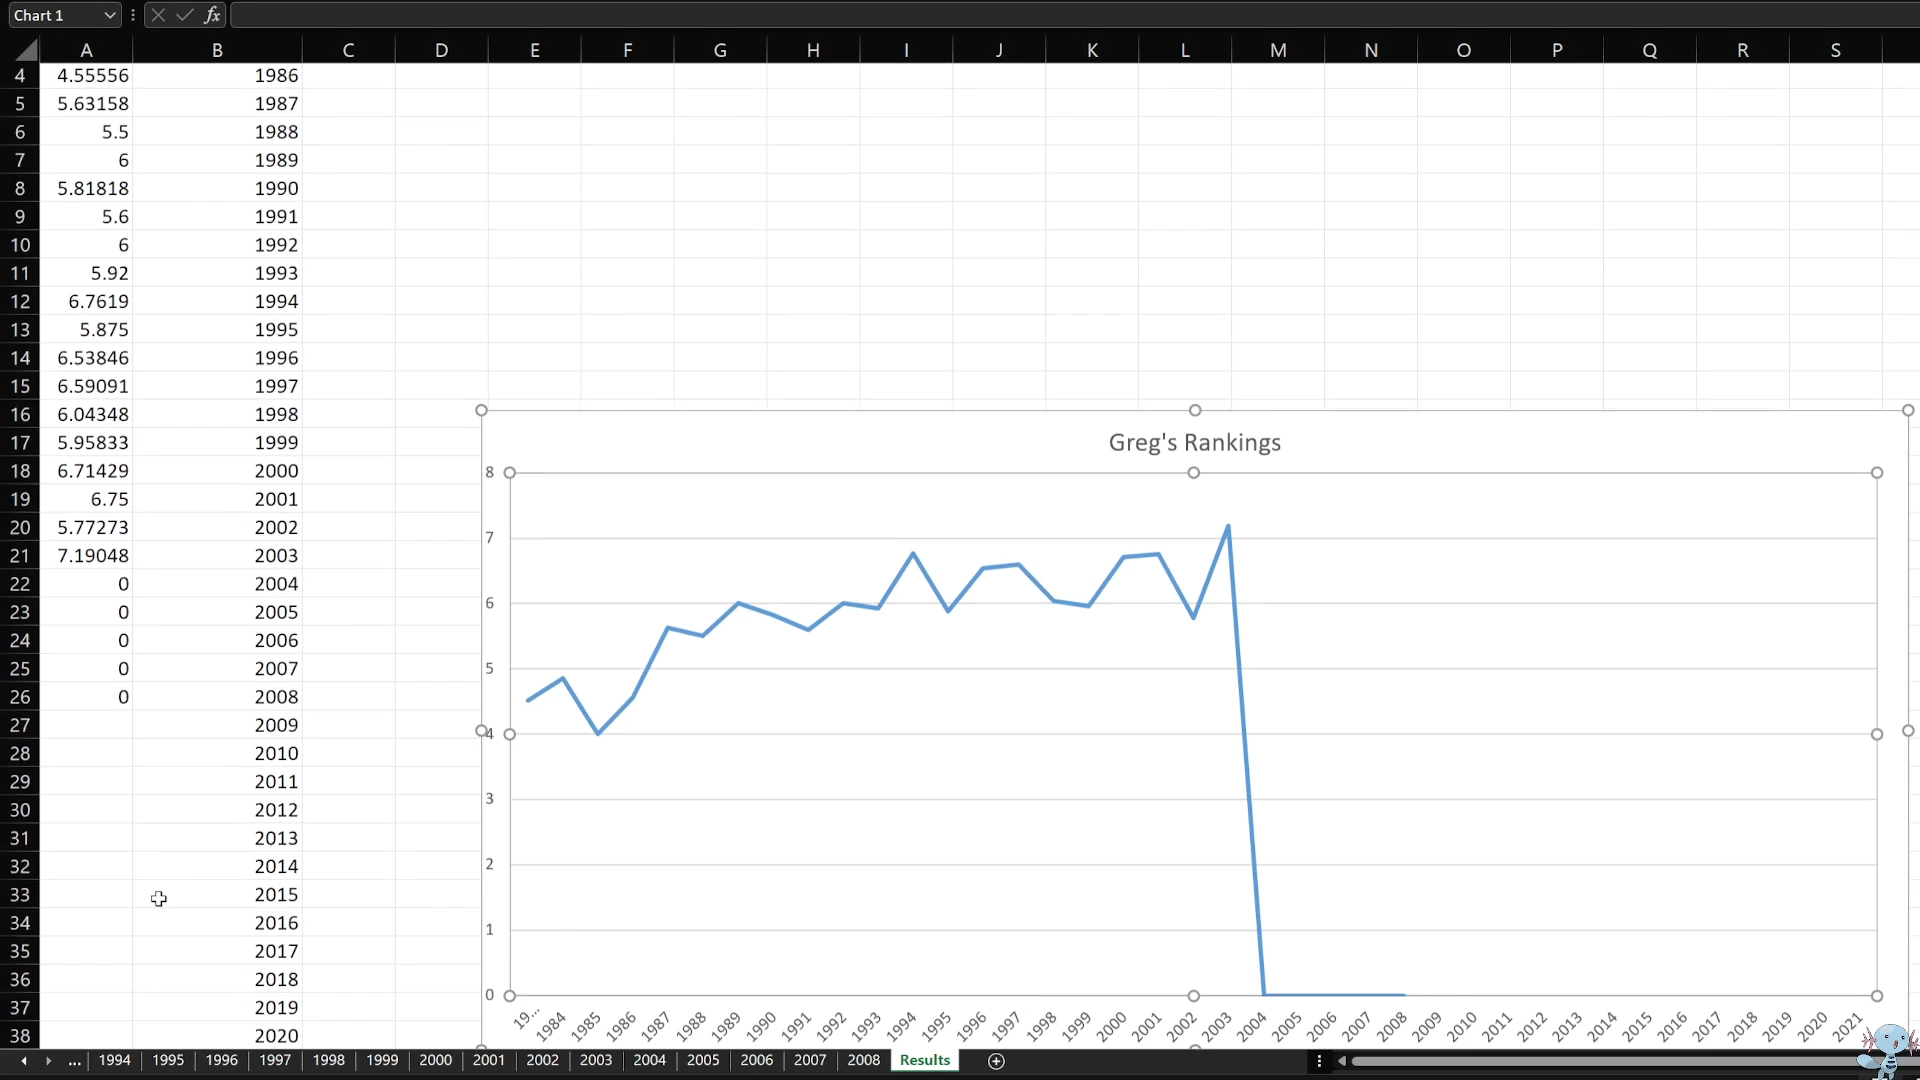 Chart 1
fx
A B C D E F G H I J K L M N O P Q R S
4 4.55556 1986
5 5.63158 1987
6 5.5 1988
7 6 1989
8 5.81818 1990
9 5.6 1991
10 6 1992
11 5.92 1993
12 6.7619 1994
13 5.875 1995
14 6.53846 1996
15 6.59091 1997
16 6.04348 1998
17 5.95833 1999
18 6.71429 2000
19 6.75 2001
20 5.77273 2002
21 7.19048 2003
22 0 2004
23 0 2005
24 0 2006
25 0 2007
26 0 2008
27 2009
28 2010
29 2011
30 2012
31 2013
32 2014
33 2015
34 2016
35 2017
36 2018
37 2019
38 2020
Greg's Rankings
8
7
6
5
4
3
2
1
0
19... 1984 1985 1986 1987 1988 1989 1990 1991 1992 1993 1994 1995 1996 1997 1998 1999 2000 2001 2002 2003 2004 2005 2006 2007 2008 2009 2010 2011 2012 2013 2014 2015 2016 2017 2018 2019 2020 2021
... 1994 1995 1996 1997 1998 1999 2000 2001 2002 2003 2004 2005 2006 2007 2008 Results